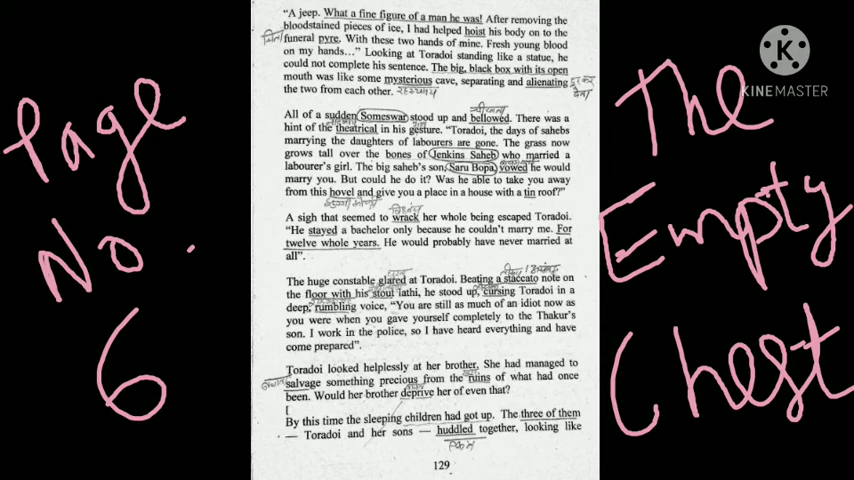 Page
No.
6
"A jeep. What a fine figure of a man he was! After removing the
bloodstained pieces of ice, I had helped hoist his body on to the
चिता
funeral pyre. With these two hands of mine. Fresh young blood
on my hands..." Looking at Toradoi standing like a statue, he
could not complete his sentence. The big, black box with its open
mouth was like some mysterious cave, separating and alienating
दूर कर
देना
the two from each other.
रहस्यमय
All of a sudden Someswar stood up and bellowed. There was a
hint of the theatrical in his gesture. "Toradoi, the days of sahebs
marrying the daughters of labourers are gone. The grass now
grows tall over the bones of Jenkins Saheb who married a
labourer's girl. The big saheb's son, Saru Bopa, vowed he would
marry you. But could he do it? Was he able to take you away
from this hovel and give you a place in a house with a tin roof?"
A sigh that seemed to wrack her whole being escaped Toradoi.
"He stayed a bachelor only because he couldn't marry me. For
twelve whole years. He would probably have never married at
all".
The huge constable glared at Toradoi. Beating a staccato note on
the floor with his stout lathi, he stood up, cursing Toradoi in a
deep, rumbling voice, "You are still as much of an idiot now as
you were when you gave yourself completely to the Thakur's
son. I work in the police, so I have heard everything and have
come prepared".
Toradoi looked helplessly at her brother. She had managed to
salvage something precious from the ruins of what had once
been. Would her brother deprive her of even that?
[
By this time the sleeping children had got up. The three of them
— Toradoi and her sons — huddled together, looking like
129
K
KINEMASTER
The
Empty
Chest